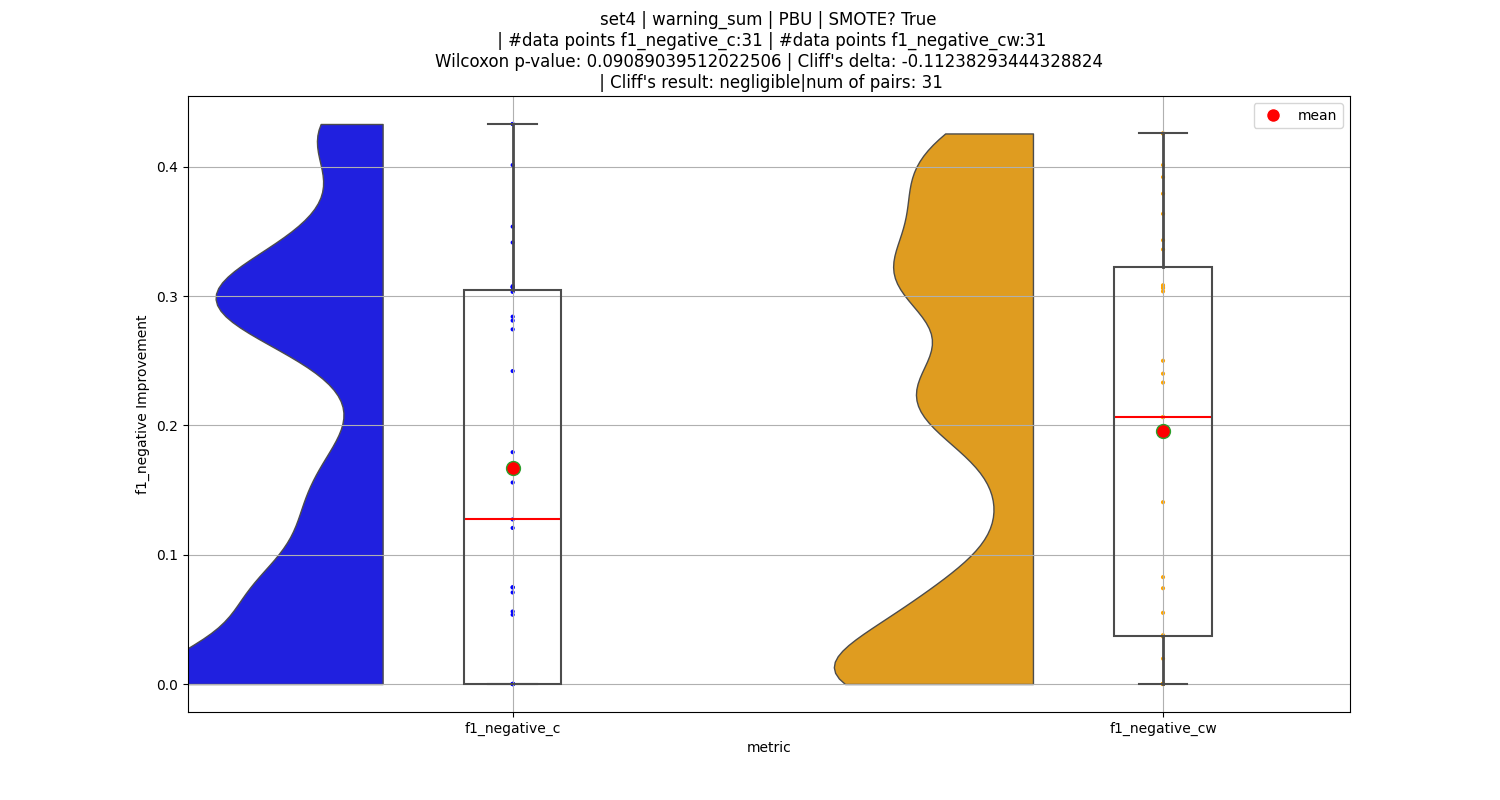 set4 | warning_sum | PBU | SMOTE? True
| #data points f1_negative_c:31 | #data points f1_negative_cw:31
Wilcoxon p-value: 0.09089039512022506 | Cliff's delta: -0.11238293444328824
| Cliff's result: negligible|num of pairs: 31
mean
0.4
0.3
0.2
0.1
0.0
f1_negative Improvement
f1_negative_c
f1_negative_cw
metric